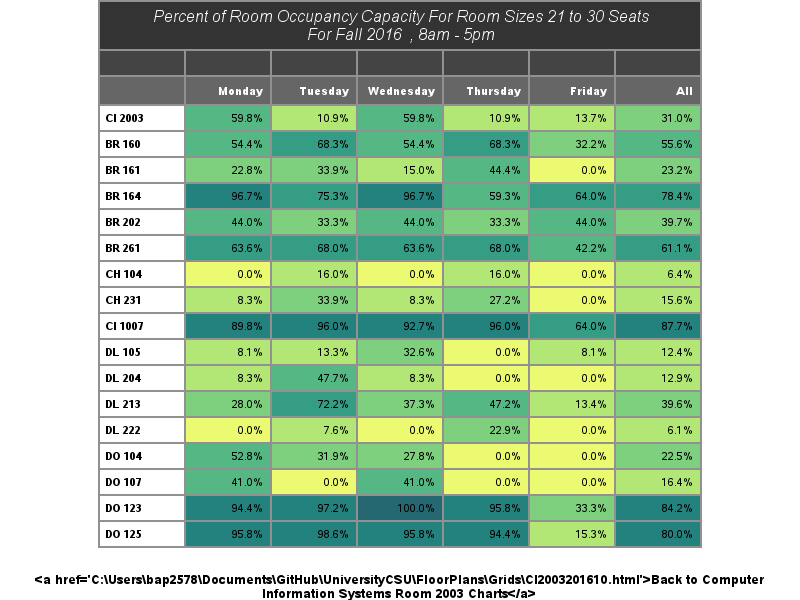 Percent of Room Occupancy Capacity For Room Sizes 21 to 30 Seats
For Fall 2016 , 8am - 5pm
Monday Tuesday Wednesday Thursday Friday All
CI 2003 59.8% 10.9% 59.8% 10.9% 13.7% 31.0%
BR 160 54.4% 68.3% 54.4% 68.3% 32.2% 55.6%
BR 161 22.8% 33.9% 15.0% 44.4% 0.0% 23.2%
BR 164 96.7% 75.3% 96.7% 59.3% 64.0% 78.4%
BR 202 44.0% 33.3% 44.0% 33.3% 44.0% 39.7%
BR 261 63.6% 68.0% 63.6% 68.0% 42.2% 61.1%
CH 104 0.0% 16.0% 0.0% 16.0% 0.0% 6.4%
CH 231 8.3% 33.9% 8.3% 27.2% 0.0% 15.6%
CI 1007 89.8% 96.0% 92.7% 96.0% 64.0% 87.7%
DL 105 8.1% 13.3% 32.6% 0.0% 8.1% 12.4%
DL 204 8.3% 47.7% 8.3% 0.0% 0.0% 12.9%
DL 213 28.0% 72.2% 37.3% 47.2% 13.4% 39.6%
DL 222 0.0% 7.6% 0.0% 22.9% 0.0% 6.1%
DO 104 52.8% 31.9% 27.8% 0.0% 0.0% 22.5%
DO 107 41.0% 0.0% 41.0% 0.0% 0.0% 16.4%
DO 123 94.4% 97.2% 100.0% 95.8% 33.3% 84.2%
DO 125 95.8% 98.6% 95.8% 94.4% 15.3% 80.0%
<a href='C:\Users\bap2578\Documents\GitHub\UniversityCSU\FloorPlans\Grids\CI2003201610.html'>Back to Computer
Information Systems Room 2003 Charts</a>